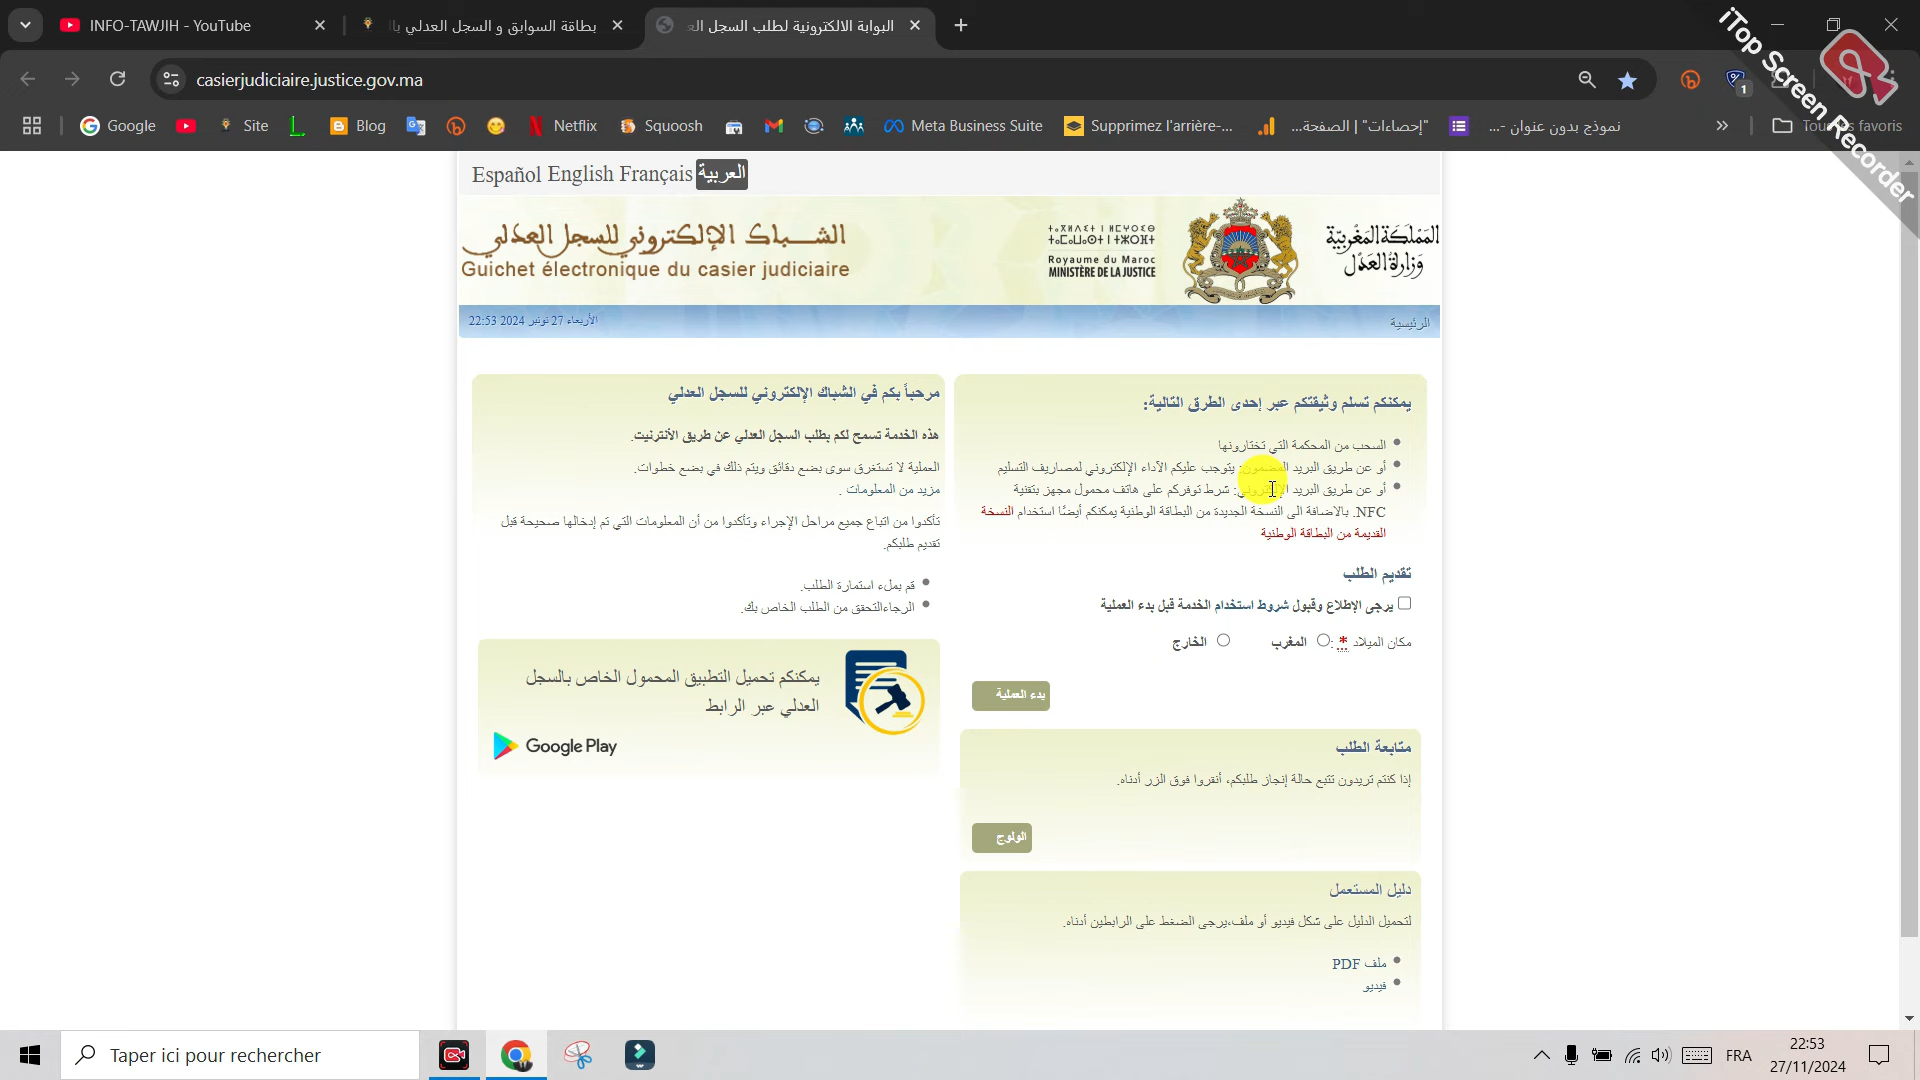 INFO-TAWJIH - YouTube
بطاقة السوابق و السجل العدلي بال
البوابة الالكترونية لطلب السجل الع
casierjudiciaire.justice.gov.ma
1
Google
Site
Blog
Netflix
Squoosh
Meta Business Suite
Supprimez l'arrière-...
"إحصاءات" | الصفحة...
نموذج بدون عنوان -...
favoris
iTop Screen Recorder
Español English Français العربية
الشباك الإلكتروني للسجل العدلي
Guichet électronique du casier judiciaire
Royaume du Maroc
MINISTÈRE DE LA JUSTICE
المملكة المغربية
وزارة العدل
الرئيسية
الأربعاء 27 نونبر 2024 22:53
يمكنكم تسلم وثيقتكم عبر إحدى الطرق التالية:
السحب من المحكمة التي تختارونها
أو عن طريق البريد المضمون: يتوجب عليكم الآداء الإلكتروني لمصاريف التسليم
أو عن طريق البريد الإلكتروني: شرط توفركم على هاتف محمول مجهز بتقنية
NFC. بالاضافة الى النسخة الجديدة من البطاقة الوطنية يمكنكم أيضًا استخدام النسخة
القديمة من البطاقة الوطنية
تقديم الطلب
يرجى الإطلاع وقبول شروط استخدام الخدمة قبل بدء العملية
مكان الميلاد * : المغرب الخارج
بدء العملية
متابعة الطلب
إذا كنتم تريدون تتبع حالة إنجاز طلبكم، أنقروا فوق الزر أدناه.
الولوج
دليل المستعمل
لتحميل الدليل على شكل فيديو أو ملف،يرجى الضغط على الرابطين أدناه.
ملف PDF
فيديو
مرحباً بكم في الشباك الإلكتروني للسجل العدلي
هذه الخدمة تسمح لكم بطلب السجل العدلي عن طريق الأنترنيت.
العملية لا تستغرق سوى بضع دقائق ويتم ذلك في بضع خطوات.
مزيد من المعلومات .
تأكدوا من اتباع جميع مراحل الإجراء وتأكدوا من أن المعلومات التي تم إدخالها صحيحة قبل
تقديم طلبكم.
قم بملء استمارة الطلب.
الرجاءالتحقق من الطلب الخاص بك.
يمكنكم تحميل التطبيق المحمول الخاص بالسجل
العدلي عبر الرابط
Google Play
Taper ici pour rechercher
FRA
22:53
27/11/2024